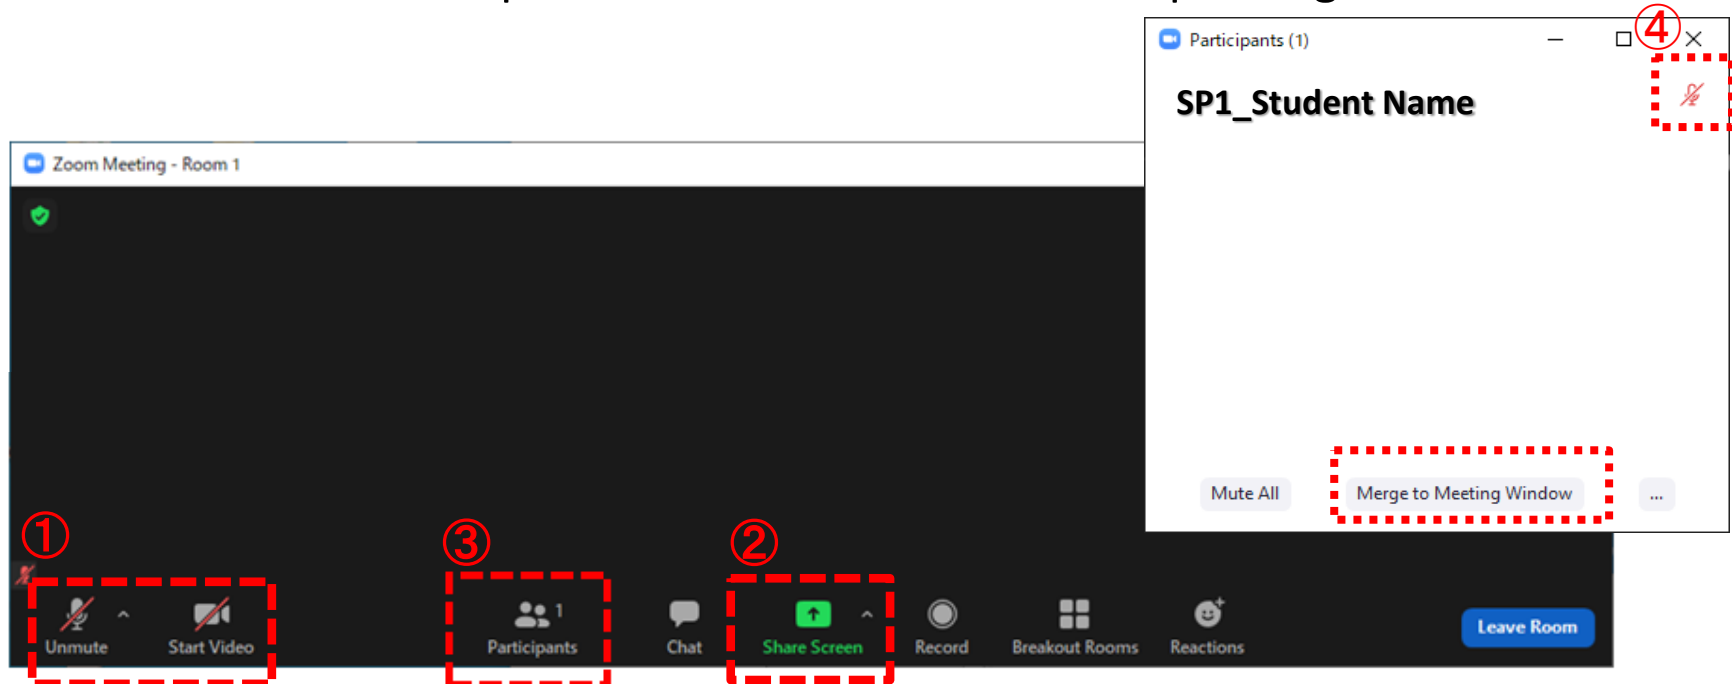 ④
Participants (1)
SP1_Student Name
Zoom Meeting - Room 1
Mute All
Merge to Meeting Window
...
①
③
②
1
Unmute
Start Video
Participants
Chat
Share Screen
Record
Breakout Rooms
Reactions
Leave Room